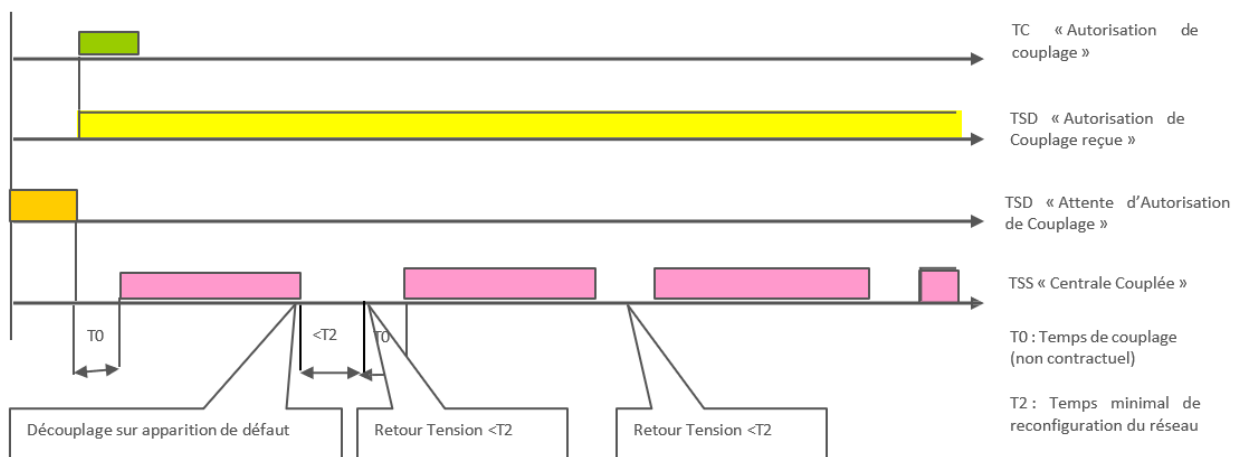 TC « Autorisation de
couplage »
TSD « Autorisation de
Couplage reçue »
TSD « Attente d'Autorisation
de Couplage »
TSS « Centrale Couplée »
T0
<T2
T0
T0 : Temps de couplage
(non contractuel)
T2 : Temps minimal de
reconfiguration du réseau
Découplage sur apparition de défaut
Retour Tension <T2
Retour Tension <T2